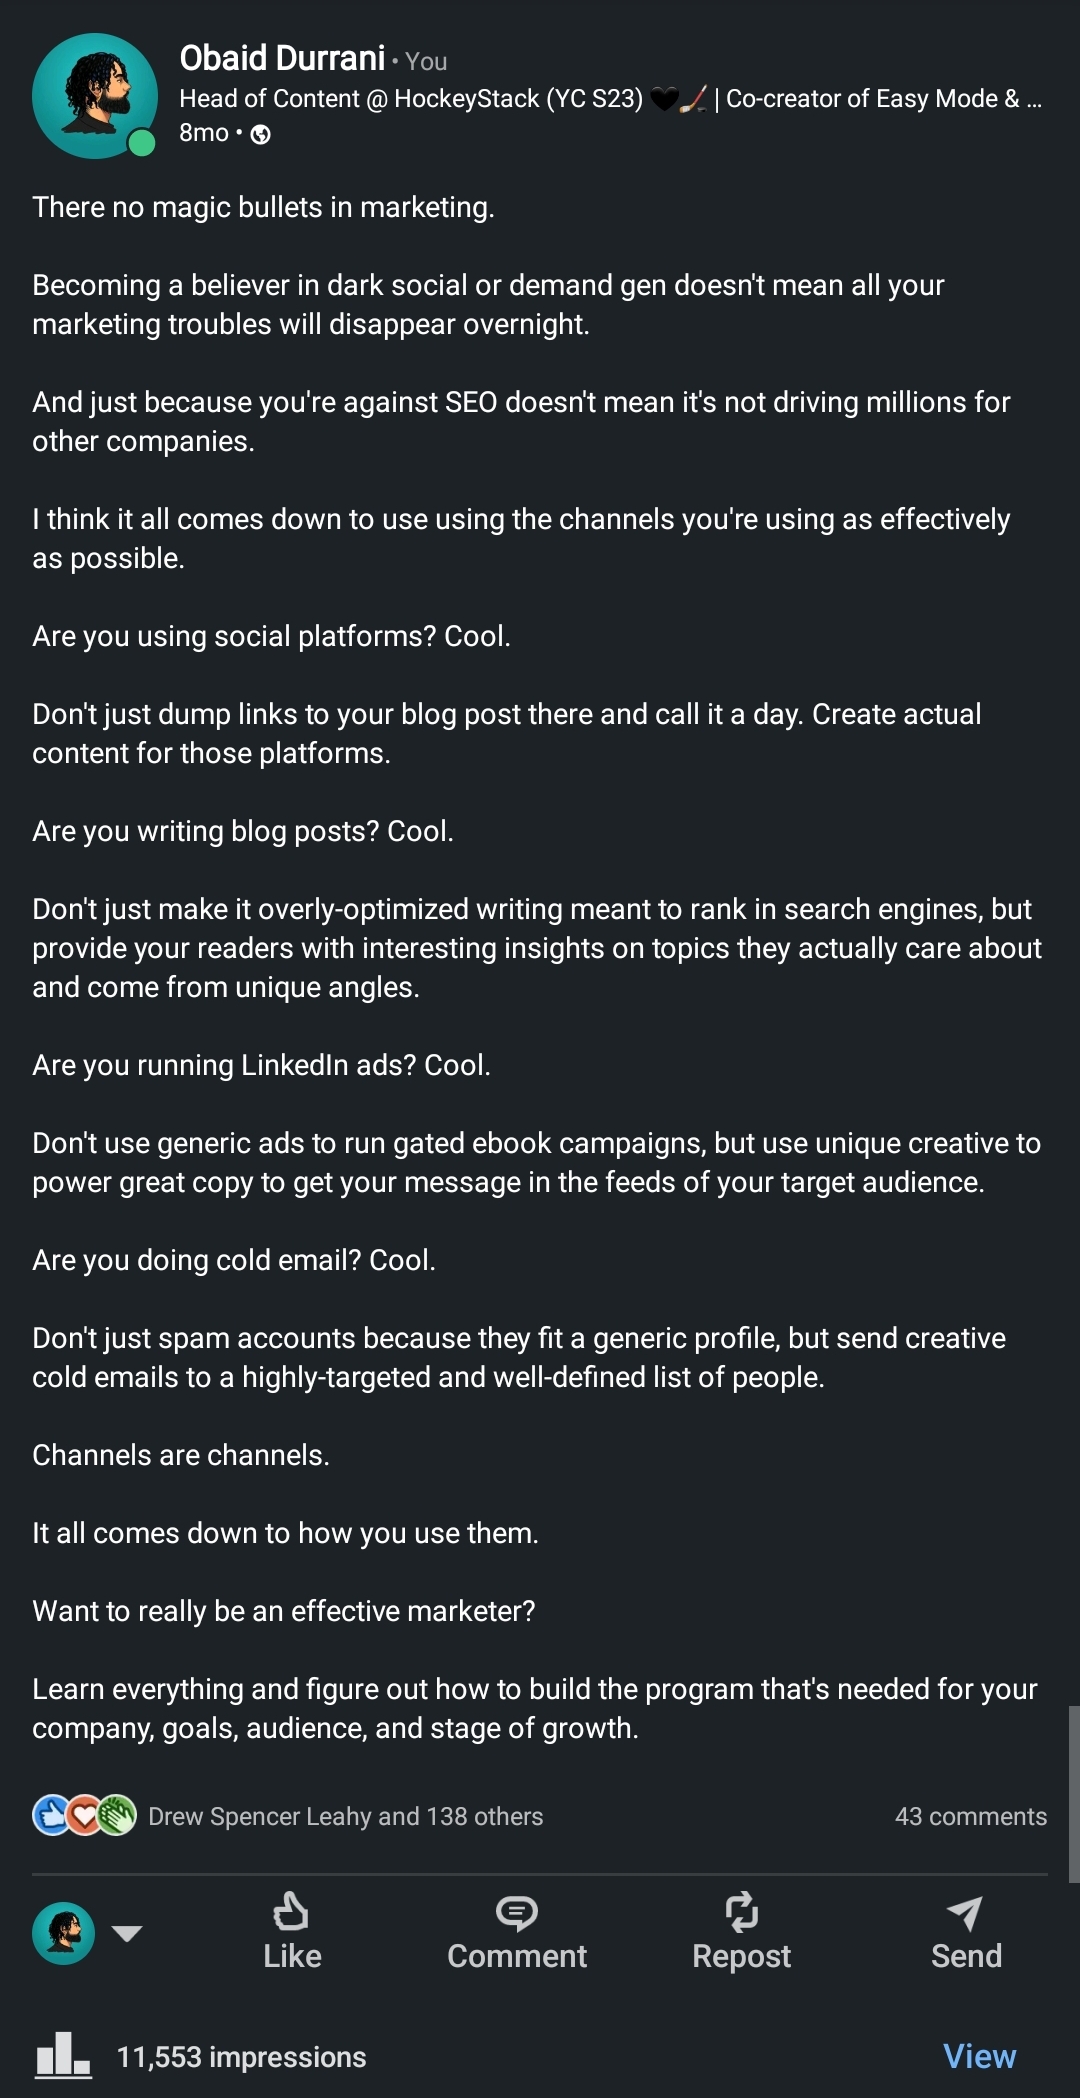 Obaid Durrani • You
Head of Content @ HockeyStack (YC S23) 🖤🏒 | Co-creator of Easy Mode & ...
8mo •
There no magic bullets in marketing.
Becoming a believer in dark social or demand gen doesn't mean all your
marketing troubles will disappear overnight.
And just because you're against SEO doesn't mean it's not driving millions for
other companies.
I think it all comes down to use using the channels you're using as effectively
as possible.
Are you using social platforms? Cool.
Don't just dump links to your blog post there and call it a day. Create actual
content for those platforms.
Are you writing blog posts? Cool.
Don't just make it overly-optimized writing meant to rank in search engines, but
provide your readers with interesting insights on topics they actually care about
and come from unique angles.
Are you running LinkedIn ads? Cool.
Don't use generic ads to run gated ebook campaigns, but use unique creative to
power great copy to get your message in the feeds of your target audience.
Are you doing cold email? Cool.
Don't just spam accounts because they fit a generic profile, but send creative
cold emails to a highly-targeted and well-defined list of people.
Channels are channels.
It all comes down to how you use them.
Want to really be an effective marketer?
Learn everything and figure out how to build the program that's needed for your
company, goals, audience, and stage of growth.
Drew Spencer Leahy and 138 others 43 comments
Like Comment Repost Send
11,553 impressions View